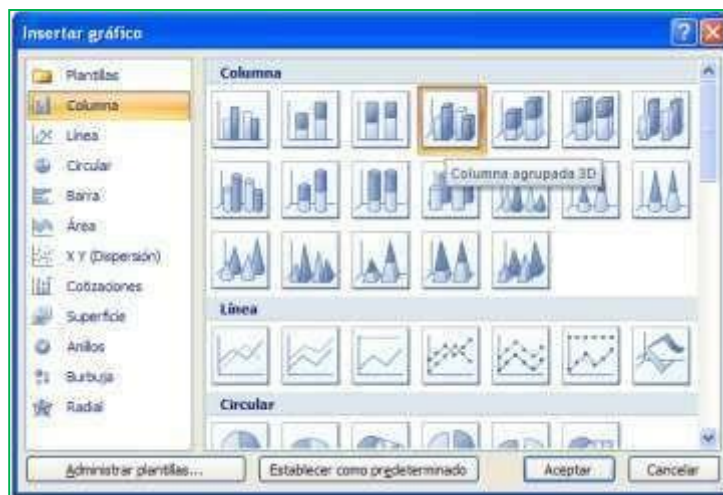 Insertar gráfico
Plantillas
Columna
Línea
Circular
Barra
Área
X Y (Dispersión)
Cotizaciones
Superficie
Anillos
Burbuja
Radial
Columna
Columna agrupada 3D
Línea
Circular
Administrar plantillas...
Establecer como predeterminado
Aceptar
Cancelar